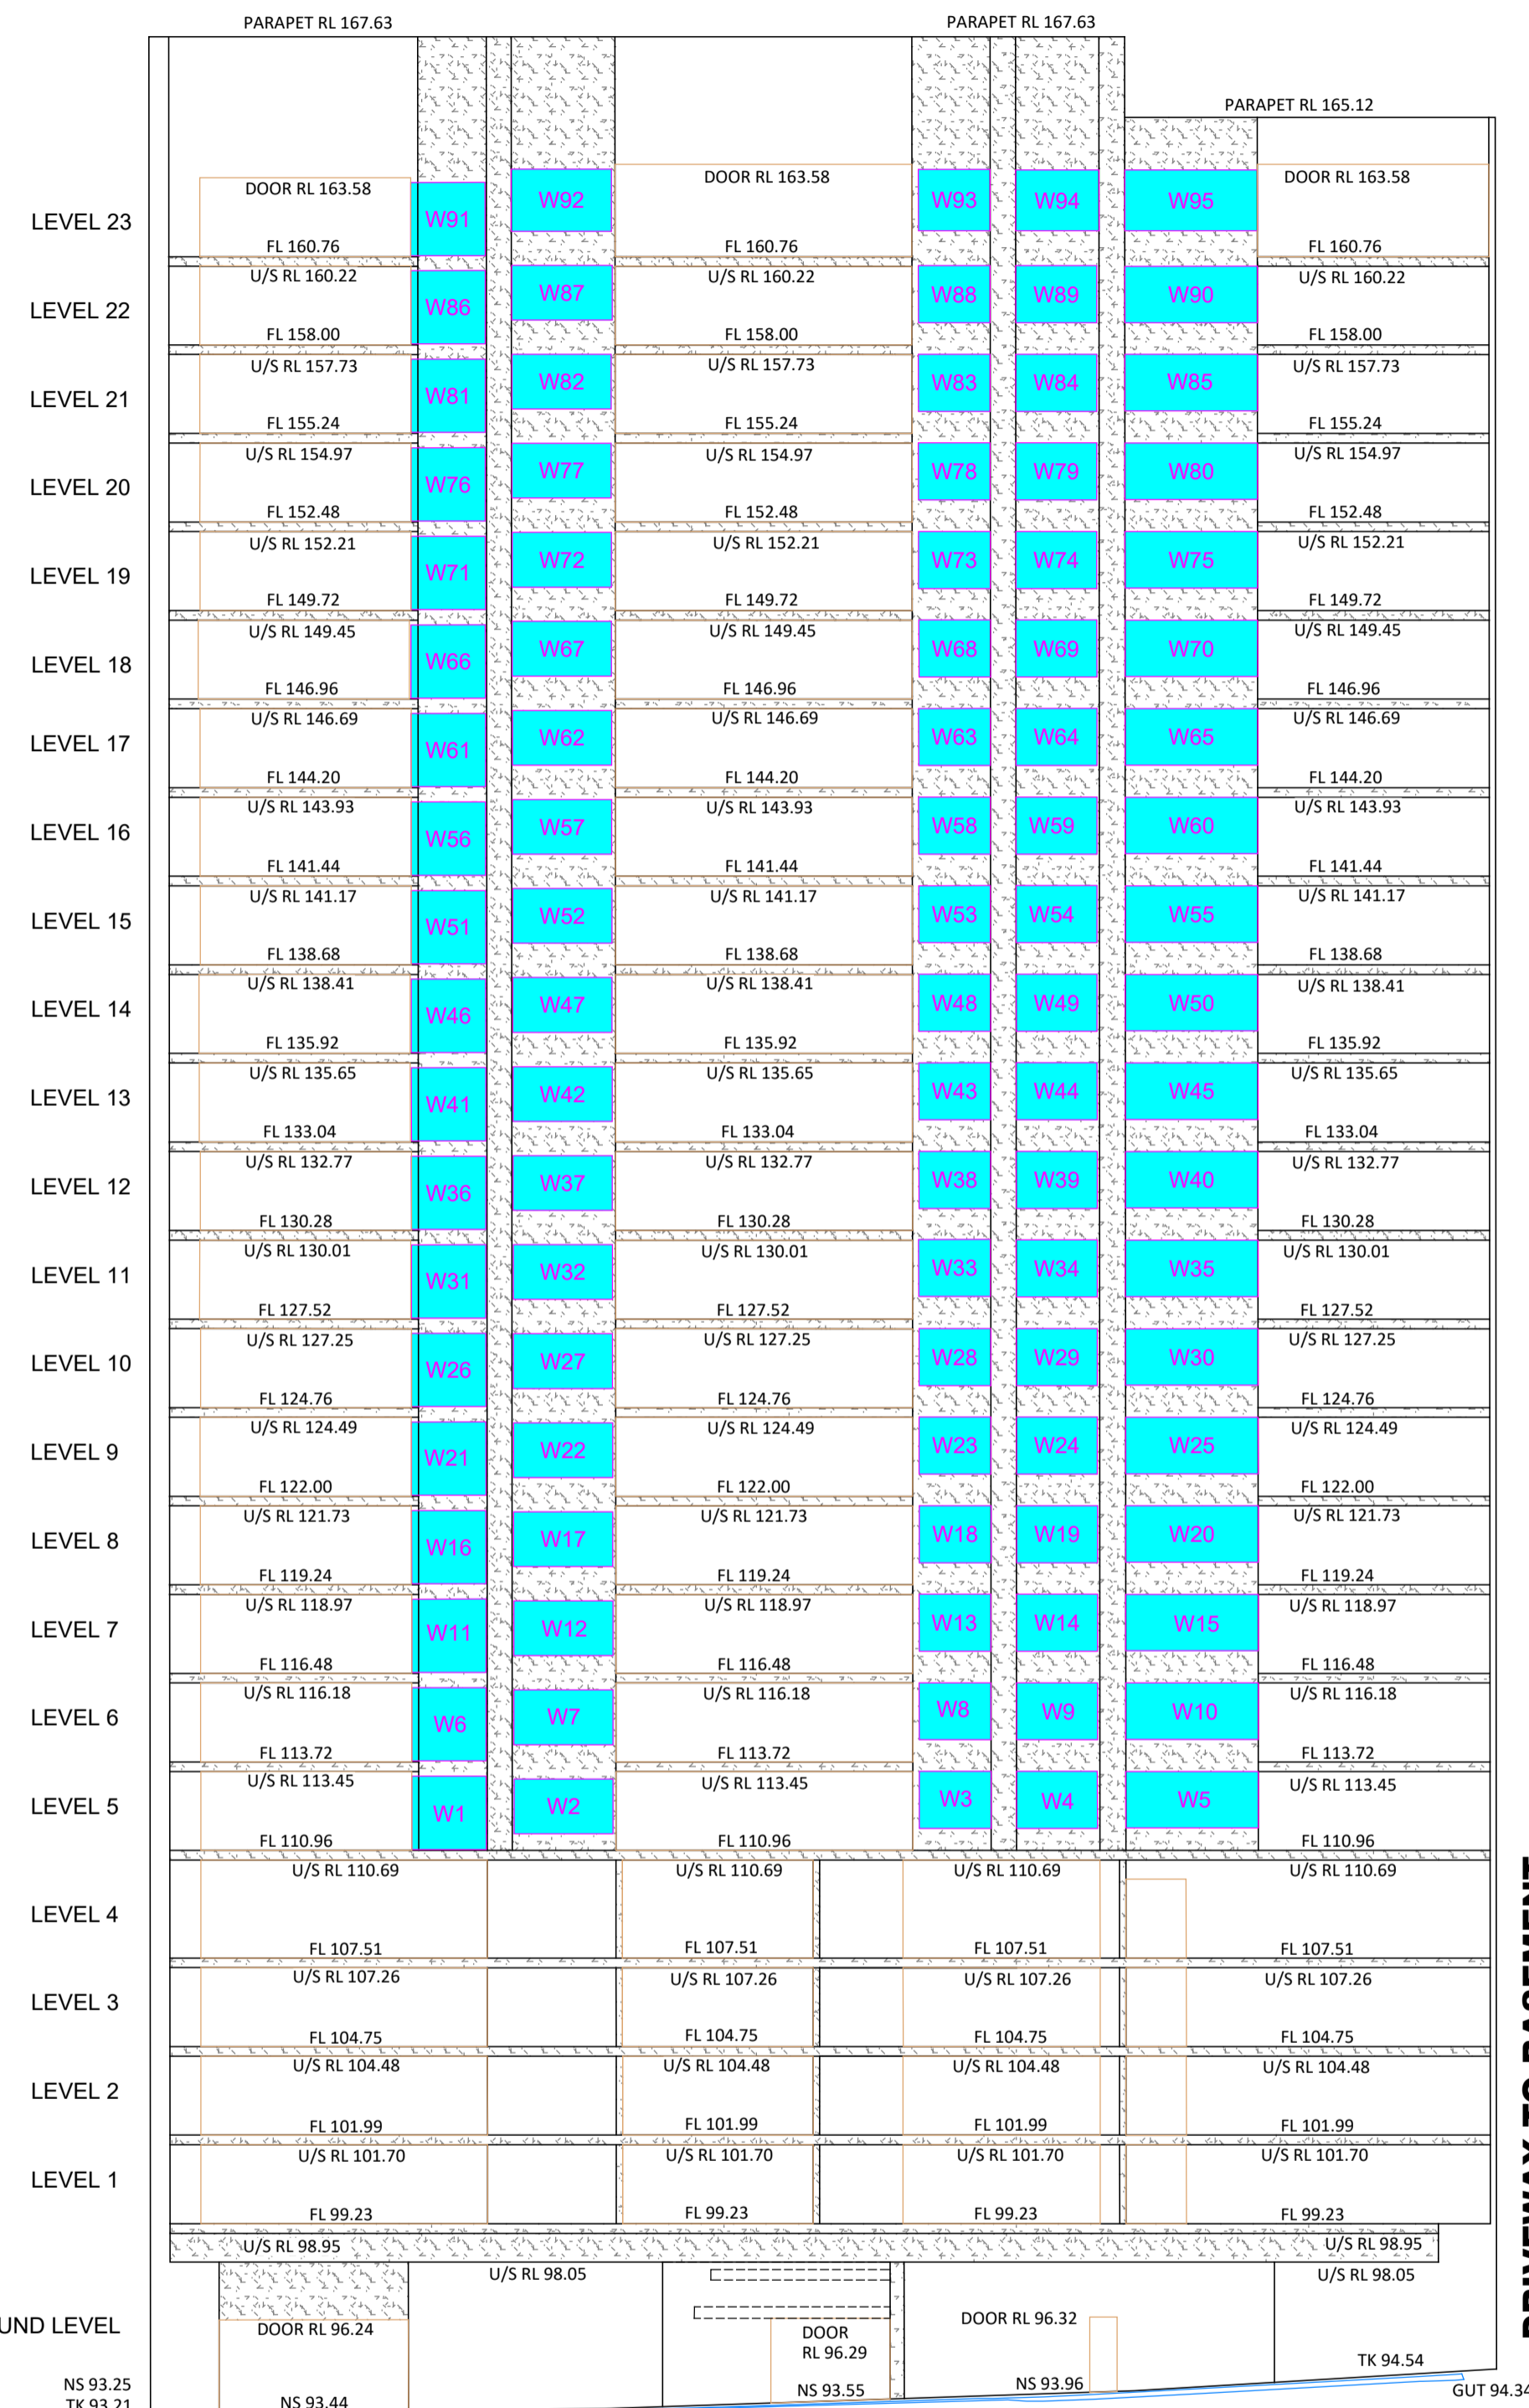 PARAPET RL 167.63 PARAPET RL 167.63
PARAPET RL 165.12
DOOR RL 163.58 DOOR RL 163.58 DOOR RL 163.58
LEVEL 23 W91 W92 W93 W94 W95
FL 160.76 FL 160.76 FL 160.76
U/S RL 160.22 U/S RL 160.22 U/S RL 160.22
LEVEL 22 W86 W87 W88 W89 W90
FL 158.00 FL 158.00 FL 158.00
U/S RL 157.73 U/S RL 157.73 U/S RL 157.73
LEVEL 21 W81 W82 W83 W84 W85
FL 155.24 FL 155.24 FL 155.24
U/S RL 154.97 U/S RL 154.97 U/S RL 154.97
LEVEL 20 W76 W77 W78 W79 W80
FL 152.48 FL 152.48 FL 152.48
U/S RL 152.21 U/S RL 152.21 U/S RL 152.21
LEVEL 19 W71 W72 W73 W74 W75
FL 149.72 FL 149.72 FL 149.72
U/S RL 149.45 U/S RL 149.45 U/S RL 149.45
LEVEL 18 W66 W67 W68 W69 W70
FL 146.96 FL 146.96 FL 146.96
U/S RL 146.69 U/S RL 146.69 U/S RL 146.69
LEVEL 17 W61 W62 W63 W64 W65
FL 144.20 FL 144.20 FL 144.20
U/S RL 143.93 U/S RL 143.93 U/S RL 143.93
LEVEL 16 W56 W57 W58 W59 W60
FL 141.44 FL 141.44 FL 141.44
U/S RL 141.17 U/S RL 141.17 U/S RL 141.17
LEVEL 15 W51 W52 W53 W54 W55
FL 138.68 FL 138.68 FL 138.68
U/S RL 138.41 U/S RL 138.41 U/S RL 138.41
LEVEL 14 W46 W47 W48 W49 W50
FL 135.92 FL 135.92 FL 135.92
U/S RL 135.65 U/S RL 135.65 U/S RL 135.65
LEVEL 13 W41 W42 W43 W44 W45
FL 133.04 FL 133.04 FL 133.04
U/S RL 132.77 U/S RL 132.77 U/S RL 132.77
LEVEL 12 W36 W37 W38 W39 W40
FL 130.28 FL 130.28 FL 130.28
U/S RL 130.01 U/S RL 130.01 U/S RL 130.01
LEVEL 11 W31 W32 W33 W34 W35
FL 127.52 FL 127.52 FL 127.52
U/S RL 127.25 U/S RL 127.25 U/S RL 127.25
LEVEL 10 W26 W27 W28 W29 W30
FL 124.76 FL 124.76 FL 124.76
U/S RL 124.49 U/S RL 124.49 U/S RL 124.49
LEVEL 9 W21 W22 W23 W24 W25
FL 122.00 FL 122.00 FL 122.00
U/S RL 121.73 U/S RL 121.73 U/S RL 121.73
LEVEL 8 W16 W17 W18 W19 W20
FL 119.24 FL 119.24 FL 119.24
U/S RL 118.97 U/S RL 118.97 U/S RL 118.97
LEVEL 7 W11 W12 W13 W14 W15
FL 116.48 FL 116.48 FL 116.48
U/S RL 116.18 U/S RL 116.18 U/S RL 116.18
LEVEL 6 W6 W7 W8 W9 W10
FL 113.72 FL 113.72 FL 113.72
U/S RL 113.45 U/S RL 113.45 U/S RL 113.45
LEVEL 5 W1 W2 W3 W4 W5
FL 110.96 FL 110.96 FL 110.96
U/S RL 110.69 U/S RL 110.69 U/S RL 110.69 U/S RL 110.69
LEVEL 4
FL 107.51 FL 107.51 FL 107.51 FL 107.51
U/S RL 107.26 U/S RL 107.26 U/S RL 107.26 U/S RL 107.26
LEVEL 3
FL 104.75 FL 104.75 FL 104.75 FL 104.75
U/S RL 104.48 U/S RL 104.48 U/S RL 104.48 U/S RL 104.48
LEVEL 2
FL 101.99 FL 101.99 FL 101.99 FL 101.99
U/S RL 101.70 U/S RL 101.70 U/S RL 101.70 U/S RL 101.70
LEVEL 1
FL 99.23 FL 99.23 FL 99.23 FL 99.23
U/S RL 98.95 U/S RL 98.95
U/S RL 98.05 U/S RL 98.05
UND LEVEL
DOOR RL 96.24 DOOR RL 96.32
DOOR
RL 96.29
TK 94.54
NS 93.25 NS 93.55 NS 93.96 GUT 94.34
TK 93.21 NS 93.44